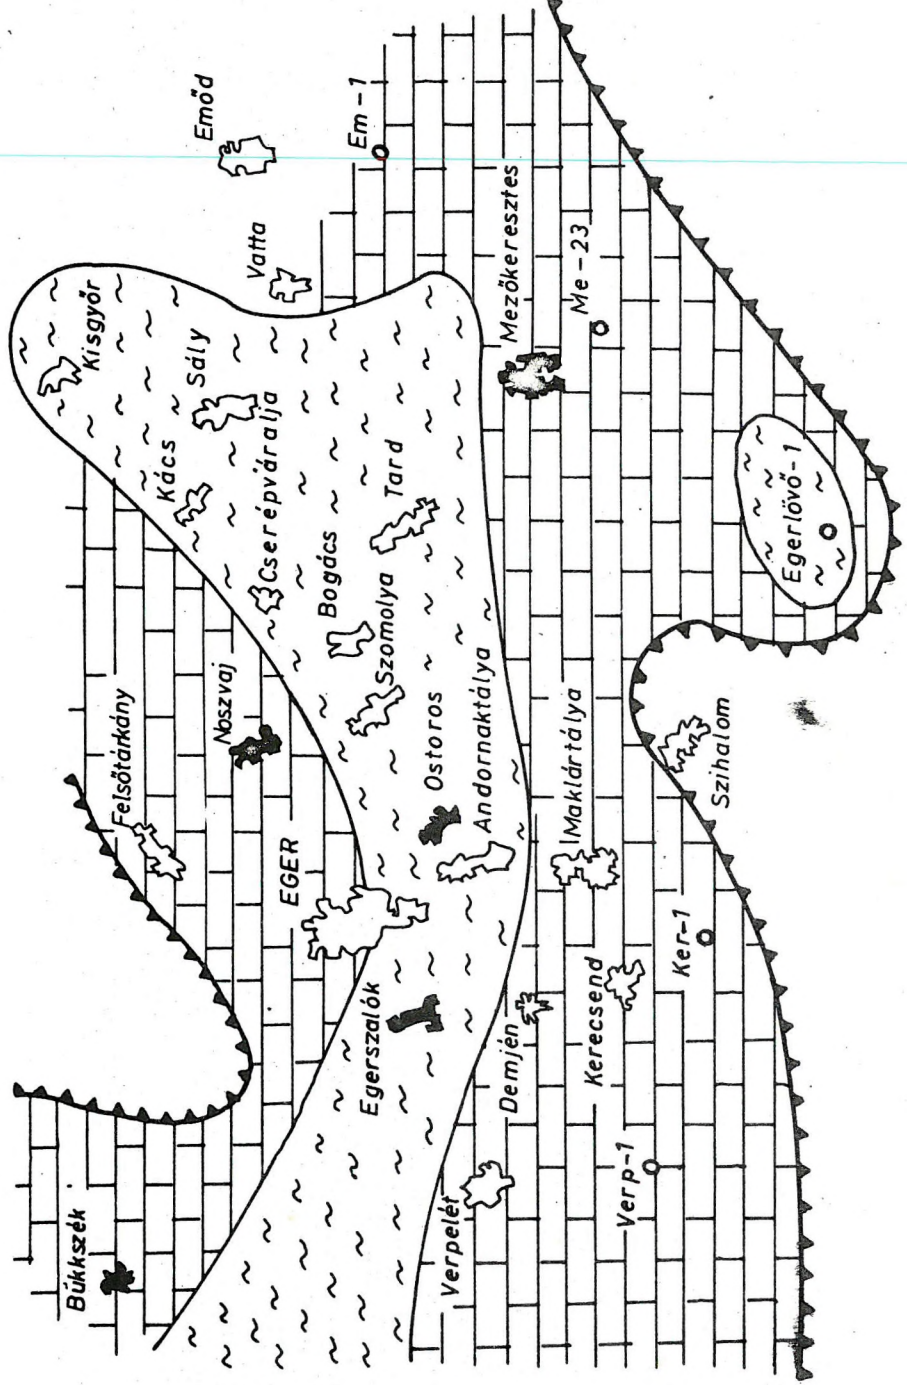 Emőd
Em-1
Vatta
Kisgyőr
Sály
Mezőkeresztes
Me-23
Kács
Cserépváralja
Tard
Bogács
Egerlövő-1
Szomolya
Noszvaj
Felsőtárkány
Ostoros
Andornaktálya
Maklártálya
Szihalom
EGER
Ker-1
Egerszalók
Demjén
Kerecsend
Verp-1
Verpelét
Bükkszék